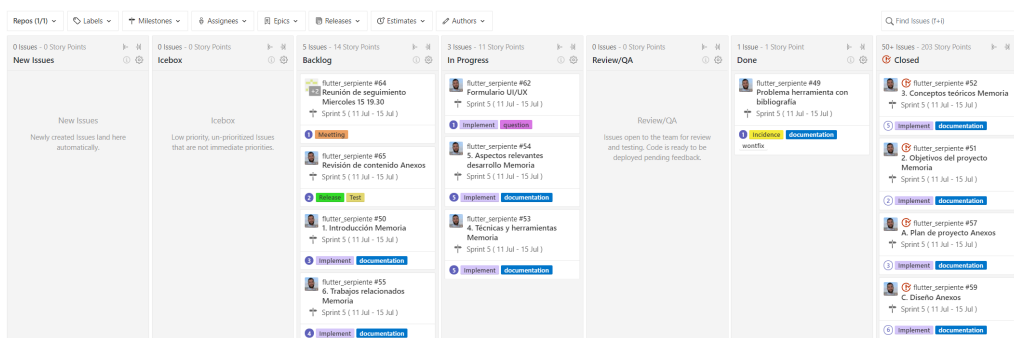 Repos (1/1)
Labels
Milestones
Assignees
Epics
Releases
Estimates
Authors
Find Issues (f+i)
0 Issues - 0 Story Points
New Issues
New Issues
Newly created Issues land here
automatically.
0 Issues - 0 Story Points
Icebox
Icebox
Low priority, un-prioritized Issues
that are not immediate priorities.
5 Issues - 14 Story Points
Backlog
+2
flutter_serpiente #64
Reunión de seguimiento
Miercoles 15 19.30
Sprint 5 ( 11 Jul - 15 Jul )
1 Meetting
flutter_serpiente #65
Revisión de contenido Anexos
Sprint 5 ( 11 Jul - 15 Jul )
2 Release Test
flutter_serpiente #50
1. Introducción Memoria
Sprint 5 ( 11 Jul - 15 Jul )
3 implement documentation
flutter_serpiente #55
6. Trabajos relacionados
Memoria
Sprint 5 ( 11 Jul - 15 Jul )
4 implement documentation
3 Issues - 11 Story Points
In Progress
flutter_serpiente #62
Formulario UI/UX
Sprint 5 ( 11 Jul - 15 Jul )
1 implement question
flutter_serpiente #54
5. Aspectos relevantes
desarrollo Memoria
Sprint 5 ( 11 Jul - 15 Jul )
5 implement documentation
flutter_serpiente #53
4. Técnicas y herramientas
Memoria
Sprint 5 ( 11 Jul - 15 Jul )
5 implement documentation
0 Issues - 0 Story Points
Review/QA
Review/QA
Issues open to the team for review
and testing. Code is ready to be
deployed pending feedback.
1 Issue - 1 Story Point
Done
flutter_serpiente #49
Problema herramienta con
bibliografía
Sprint 5 ( 11 Jul - 15 Jul )
1 incidence documentation
wontfix
50+ Issues - 203 Story Points
Closed
flutter_serpiente #52
3. Conceptos teóricos Memoria
Sprint 5 ( 11 Jul - 15 Jul )
5 implement documentation
flutter_serpiente #51
2. Objetivos del proyecto
Memoria
Sprint 5 ( 11 Jul - 15 Jul )
2 implement documentation
flutter_serpiente #57
A. Plan de proyecto Anexos
Sprint 5 ( 11 Jul - 15 Jul )
3 implement documentation
flutter_serpiente #59
C. Diseño Anexos
Sprint 5 ( 11 Jul - 15 Jul )
6 implement documentation